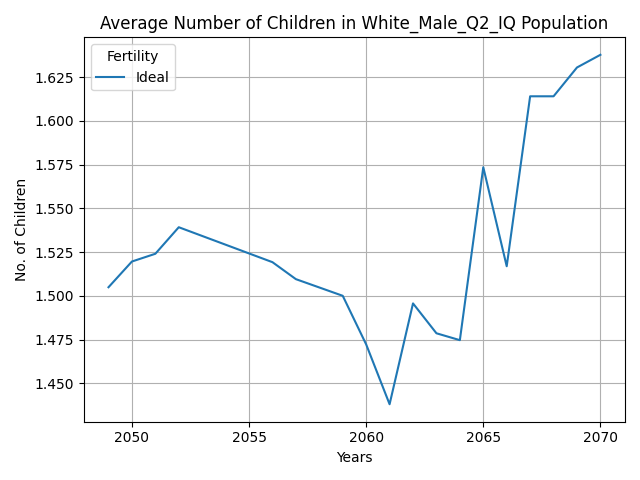 Average Number of Children in White_Male_Q2_IQ Population
Fertility
Ideal
No. of Children
1.625
1.600
1.575
1.550
1.525
1.500
1.475
1.450
2050 2055 2060 2065 2070
Years